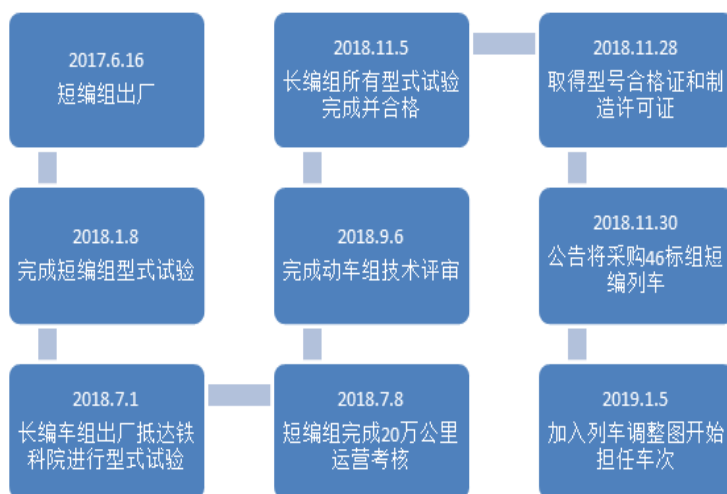 2017.6.16
短编组出厂
2018.1.8
完成短编组型式试验
2018.7.1
长编车组出厂抵达铁
科院进行型式试验
2018.7.8
短编组完成20万公里
运营考核
2018.9.6
完成动车组技术评审
2018.11.5
长编组所有型式试验
完成并合格
2018.11.28
取得型号合格证和制
造许可证
2018.11.30
公告将采购46标组短
编列车
2019.1.5
加入列车调整图开始
担任车次